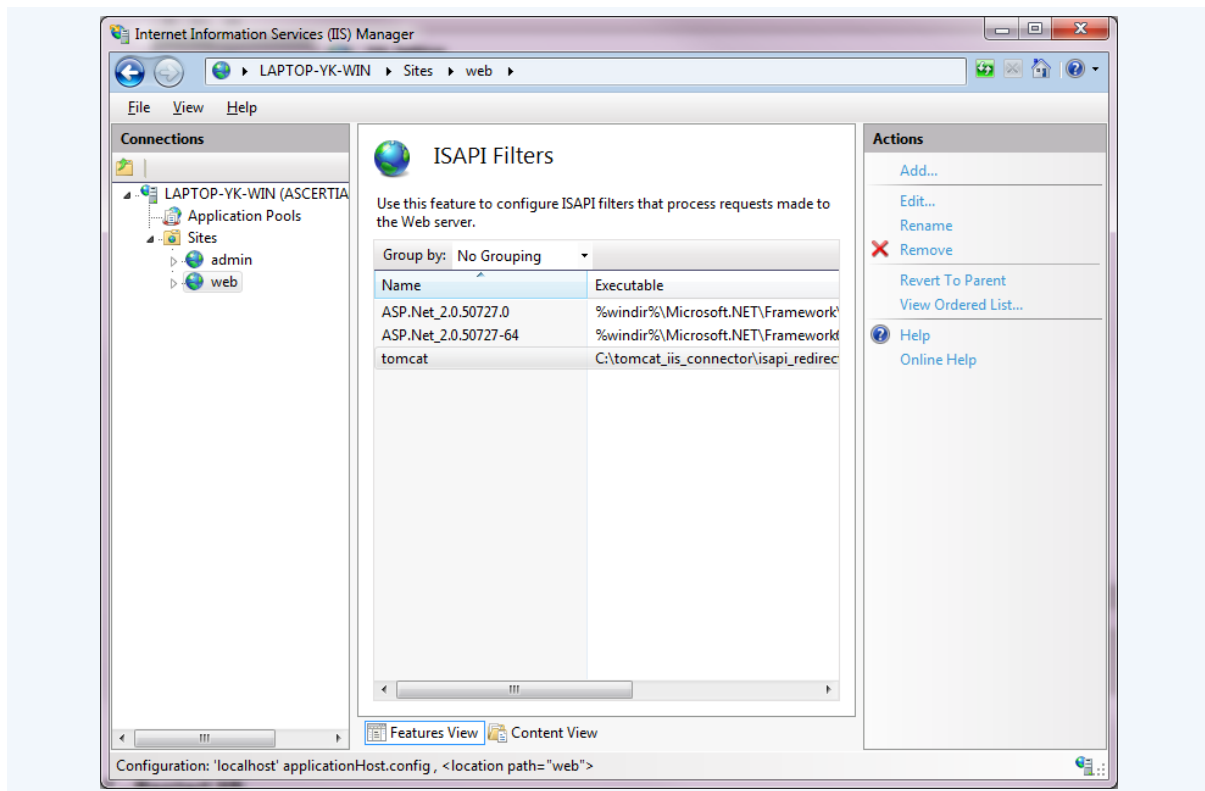 Internet Information Services (IIS) Manager
LAPTOP-YK-WIN Sites web
File View Help
Connections
LAPTOP-YK-WIN (ASCERTIA
Application Pools
Sites
admin
web
ISAPI Filters
Use this feature to configure ISAPI filters that process requests made to
the Web server.
Group by: No Grouping
Name Executable
ASP.Net_2.0.50727.0 %windir%\Microsoft.NET\Framework\
ASP.Net_2.0.50727-64 %windir%\Microsoft.NET\Framework
tomcat C:\tomcat_iis_connector\isapi_redirec
Features View Content View
Actions
Add...
Edit...
Rename
Remove
Revert To Parent
View Ordered List...
Help
Online Help
Configuration: 'localhost' applicationHost.config , <location path="web">